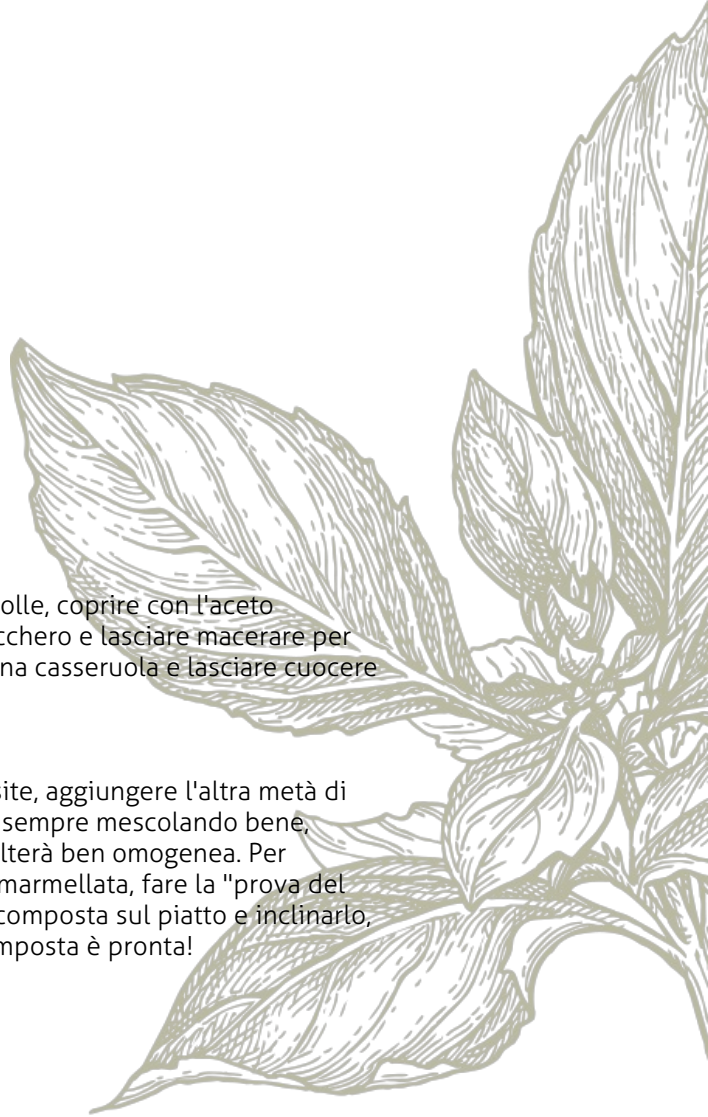 olle, coprire con l'aceto
cchero e lasciare macerare per
na casseruola e lasciare cuocere
site, aggiungere l'altra metà di
sempre mescolando bene,
lterà ben omogenea. Per
marmellata, fare la "prova del
composta sul piatto e inclinarlo,
mposta è pronta!